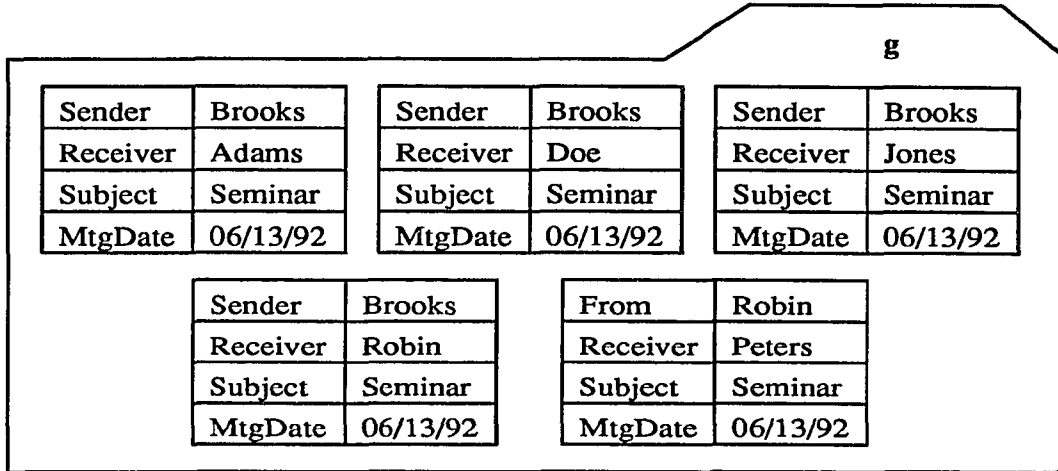 g
Sender Brooks Sender Brooks Sender Brooks
Receiver Adams Receiver Doe Receiver Jones
Subject Seminar Subject Seminar Subject Seminar
MtgDate 06/13/92 MtgDate 06/13/92 MtgDate 06/13/92
Sender Brooks From Robin
Receiver Robin Receiver Peters
Subject Seminar Subject Seminar
MtgDate 06/13/92 MtgDate 06/13/92